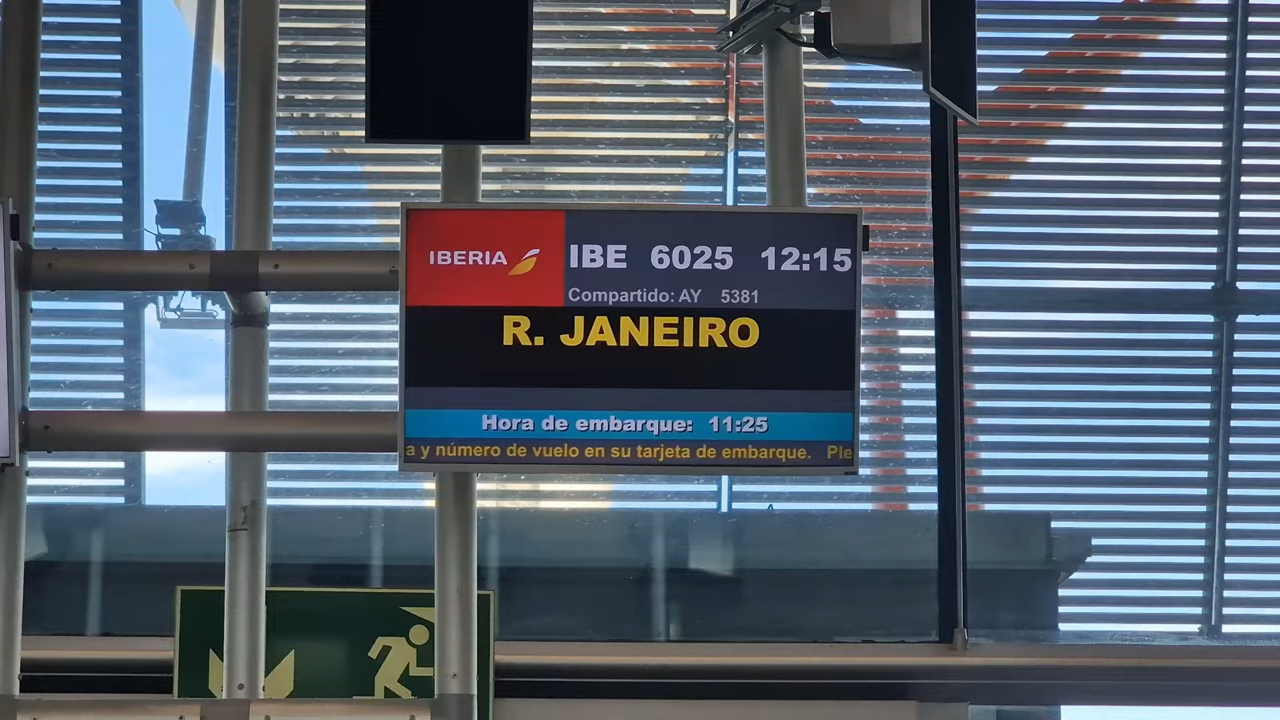 IBERIA IBE 6025 12:15
Compartido: AY 5381
R. JANEIRO
Hora de embarque: 11:25
a y número de vuelo en su tarjeta de embarque. Ple